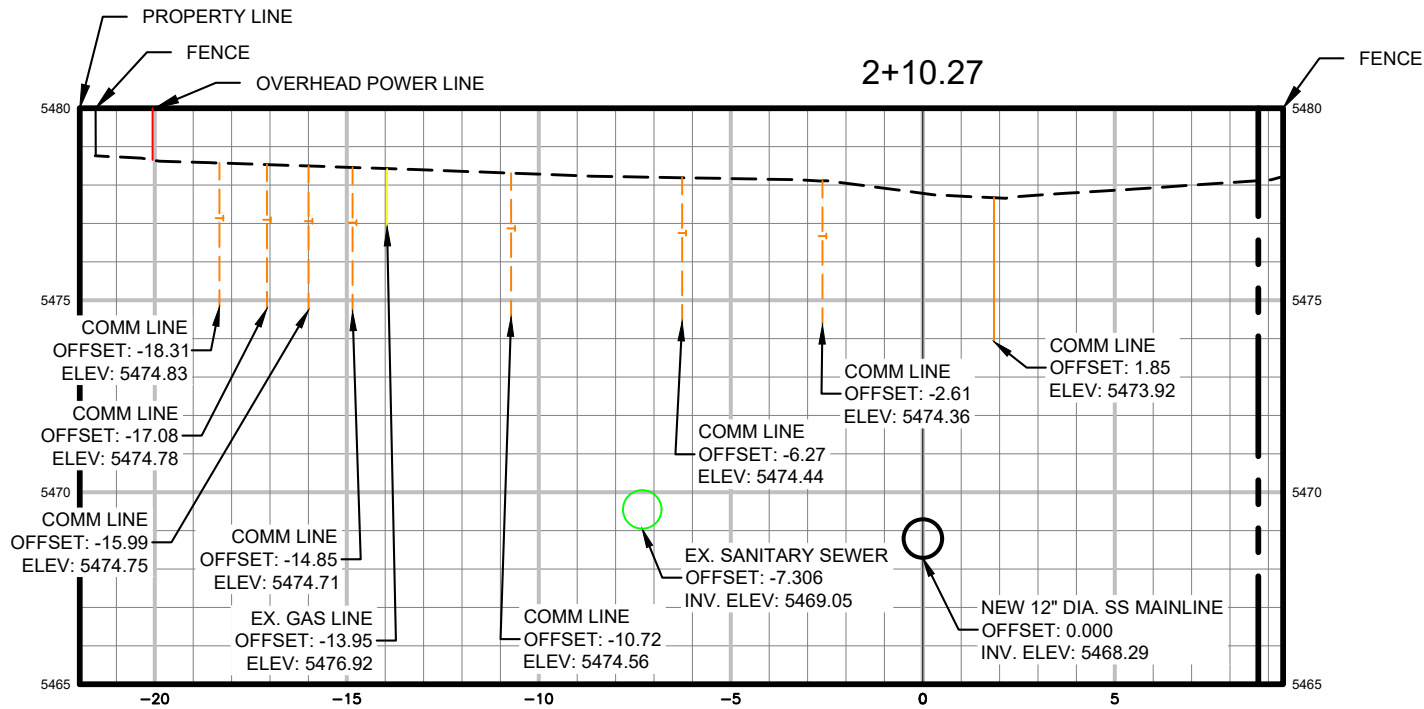 PROPERTY LINE
FENCE
OVERHEAD POWER LINE
2+10.27
FENCE
5480
5480
T
T
T
T
T
T
T
5475
5475
COMM LINE
OFFSET: -18.31
ELEV: 5474.83
COMM LINE
OFFSET: -17.08
ELEV: 5474.78
COMM LINE
OFFSET: -15.99
ELEV: 5474.75
COMM LINE
OFFSET: -14.85
ELEV: 5474.71
EX. GAS LINE
OFFSET: -13.95
ELEV: 5476.92
COMM LINE
OFFSET: -10.72
ELEV: 5474.56
COMM LINE
OFFSET: -6.27
ELEV: 5474.44
COMM LINE
OFFSET: -2.61
ELEV: 5474.36
COMM LINE
OFFSET: 1.85
ELEV: 5473.92
5470
5470
EX. SANITARY SEWER
OFFSET: -7.306
INV. ELEV: 5469.05
NEW 12" DIA. SS MAINLINE
OFFSET: 0.000
INV. ELEV: 5468.29
5465
5465
-20
-15
-10
-5
0
5